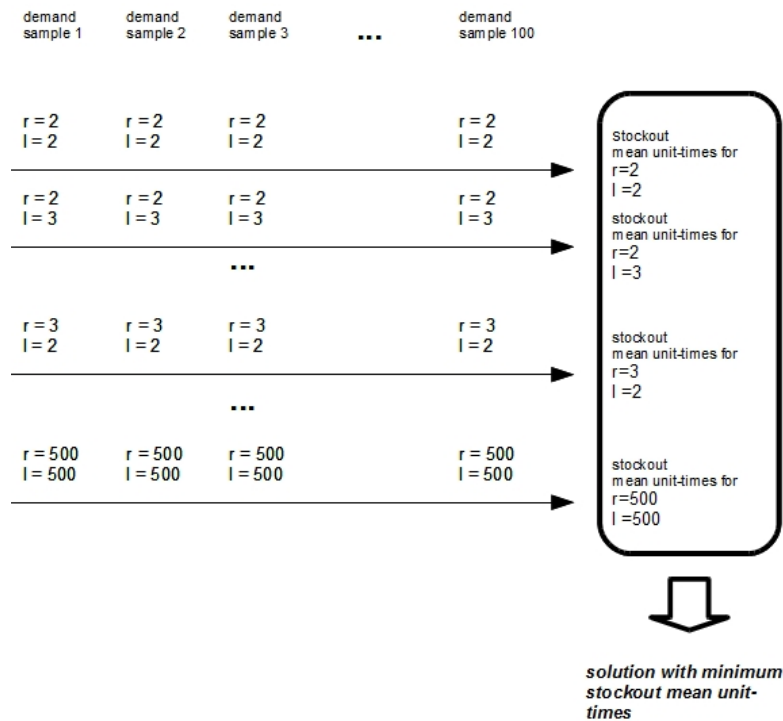 demand sample 1
demand sample 2
demand sample 3
...
demand sample 100
r = 2
l = 2
r = 2
l = 2
r = 2
l = 2
r = 2
l = 2
stockout
mean unit-times for
r=2
l =2
r = 2
l = 3
r = 2
l = 3
r = 2
l = 3
r = 2
l = 3
stockout
mean unit-times for
r=2
l =3
...
r = 3
l = 2
r = 3
l = 2
r = 3
l = 2
r = 3
l = 2
stockout
mean unit-times for
r=3
l =2
...
r = 500
l = 500
r = 500
l = 500
r = 500
l = 500
r = 500
l = 500
stockout
mean unit-times for
r=500
l =500
solution with minimum
stockout mean unit-
times